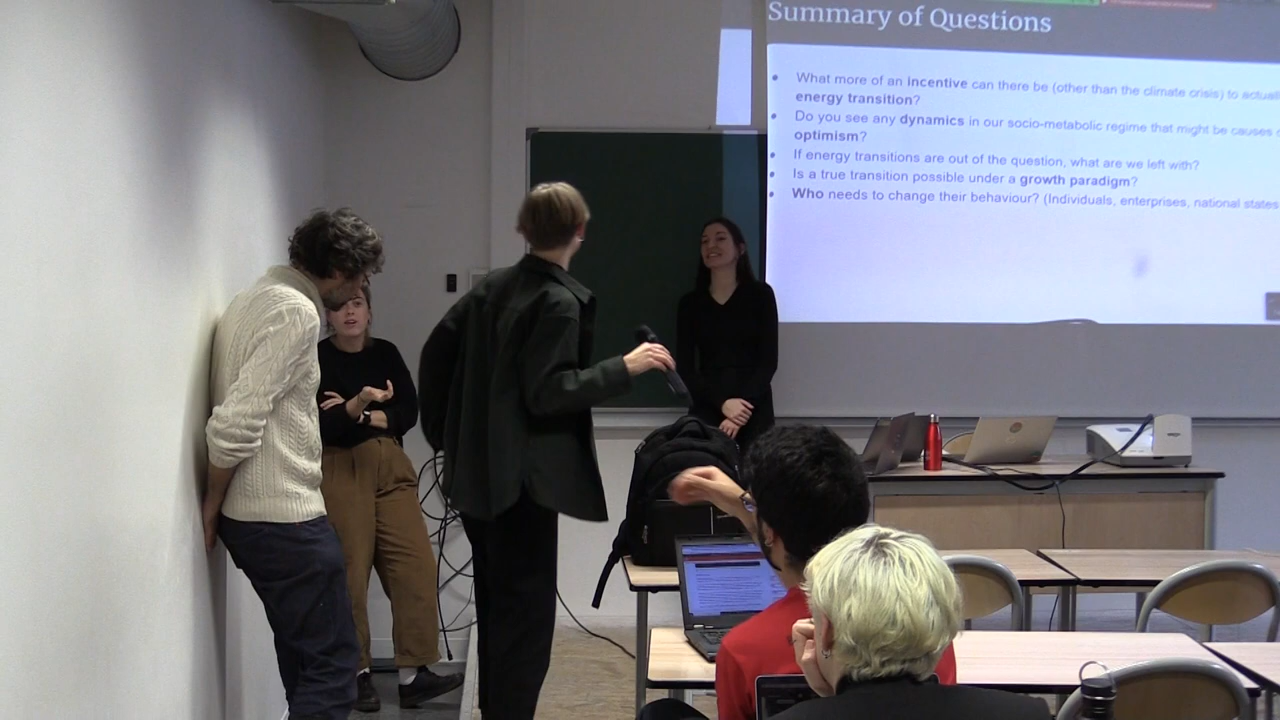 Summary of Questions
• What more of an incentive can there be (other than the climate crisis) to
energy transition?
• Do you see any dynamics in our socio-metabolic regime that might be causes
optimism?
• If energy transitions are out of the question, what are we left with?
• Is a true transition possible under a growth paradigm?
• Who needs to change their behaviour? (Individuals, enterprises, national states